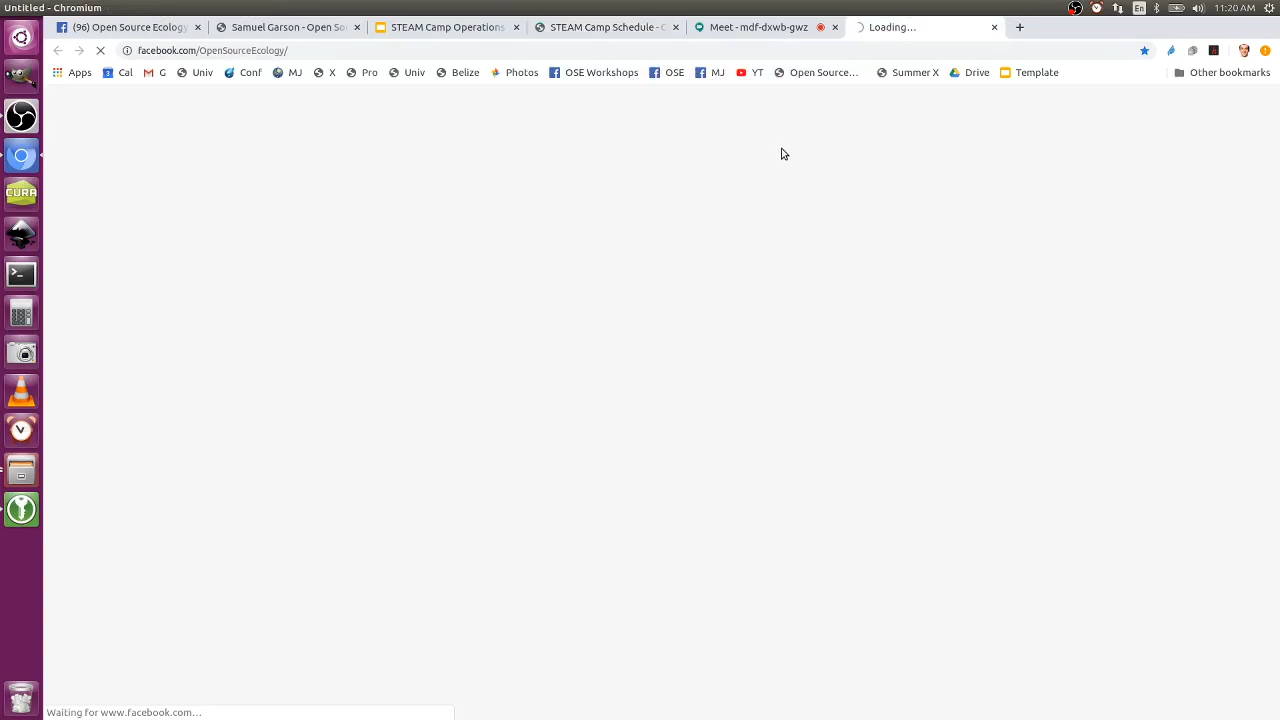 Untitled - Chromium
En
11:20 AM
(96) Open Source Ecology
Samuel Garson - Open So
STEAM Camp Operations
STEAM Camp Schedule - O
Meet - mdf-dxwb-gwz
Loading...
facebook.com/OpenSourceEcology/
Apps
Cal
G
Univ
Conf
MJ
X
Pro
Univ
Belize
Photos
OSE Workshops
OSE
MJ
YT
Open Source...
Summer X
Drive
Template
Other bookmarks
CURA
Waiting for www.facebook.com...